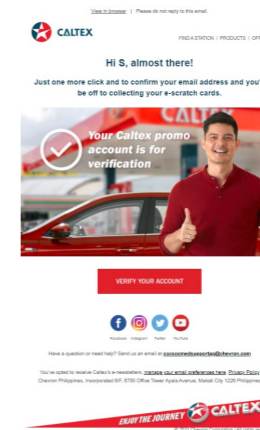 View in browser | Please do not reply to this email.
CALTEX
FIND A STATION | PRODUCTS |
Hi S, almost there!
Just one more click and to confirm your email address and you'
be off to collecting your e-scratch cards.
CALTEX
Your Caltex promo
account is for
verification
VERIFY YOUR ACCOUNT
Facebook Instagram Twitter YouTube
Have a question or need help? Send us an email at
You've opted to receive Caltex e-newsletters, manage your email preferences here. Privacy Policy
Chevron Philippines, Incorporated 6/F, 6750 Office Tower Ayala Avenue, Makati City 1226 Philippines
ENJOY THE JOURNEY CALTEX